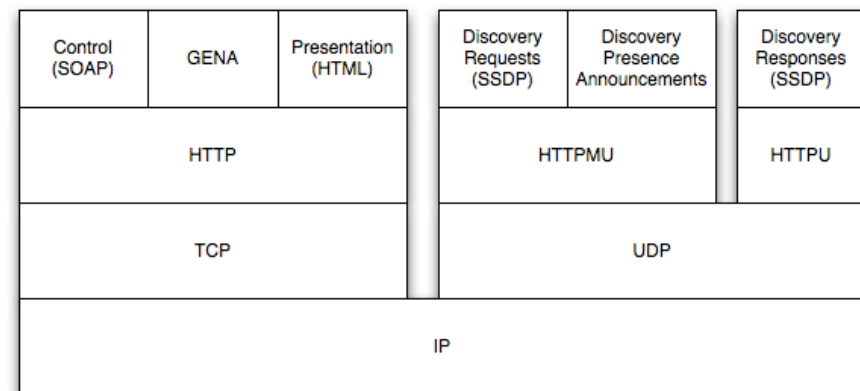 Control
(SOAP)
GENA
Presentation
(HTML)
Discovery
Requests
(SSDP)
Discovery
Presence
Announcements
Discovery
Responses
(SSDP)
HTTP
HTTPMU
HTTPU
TCP
UDP
IP